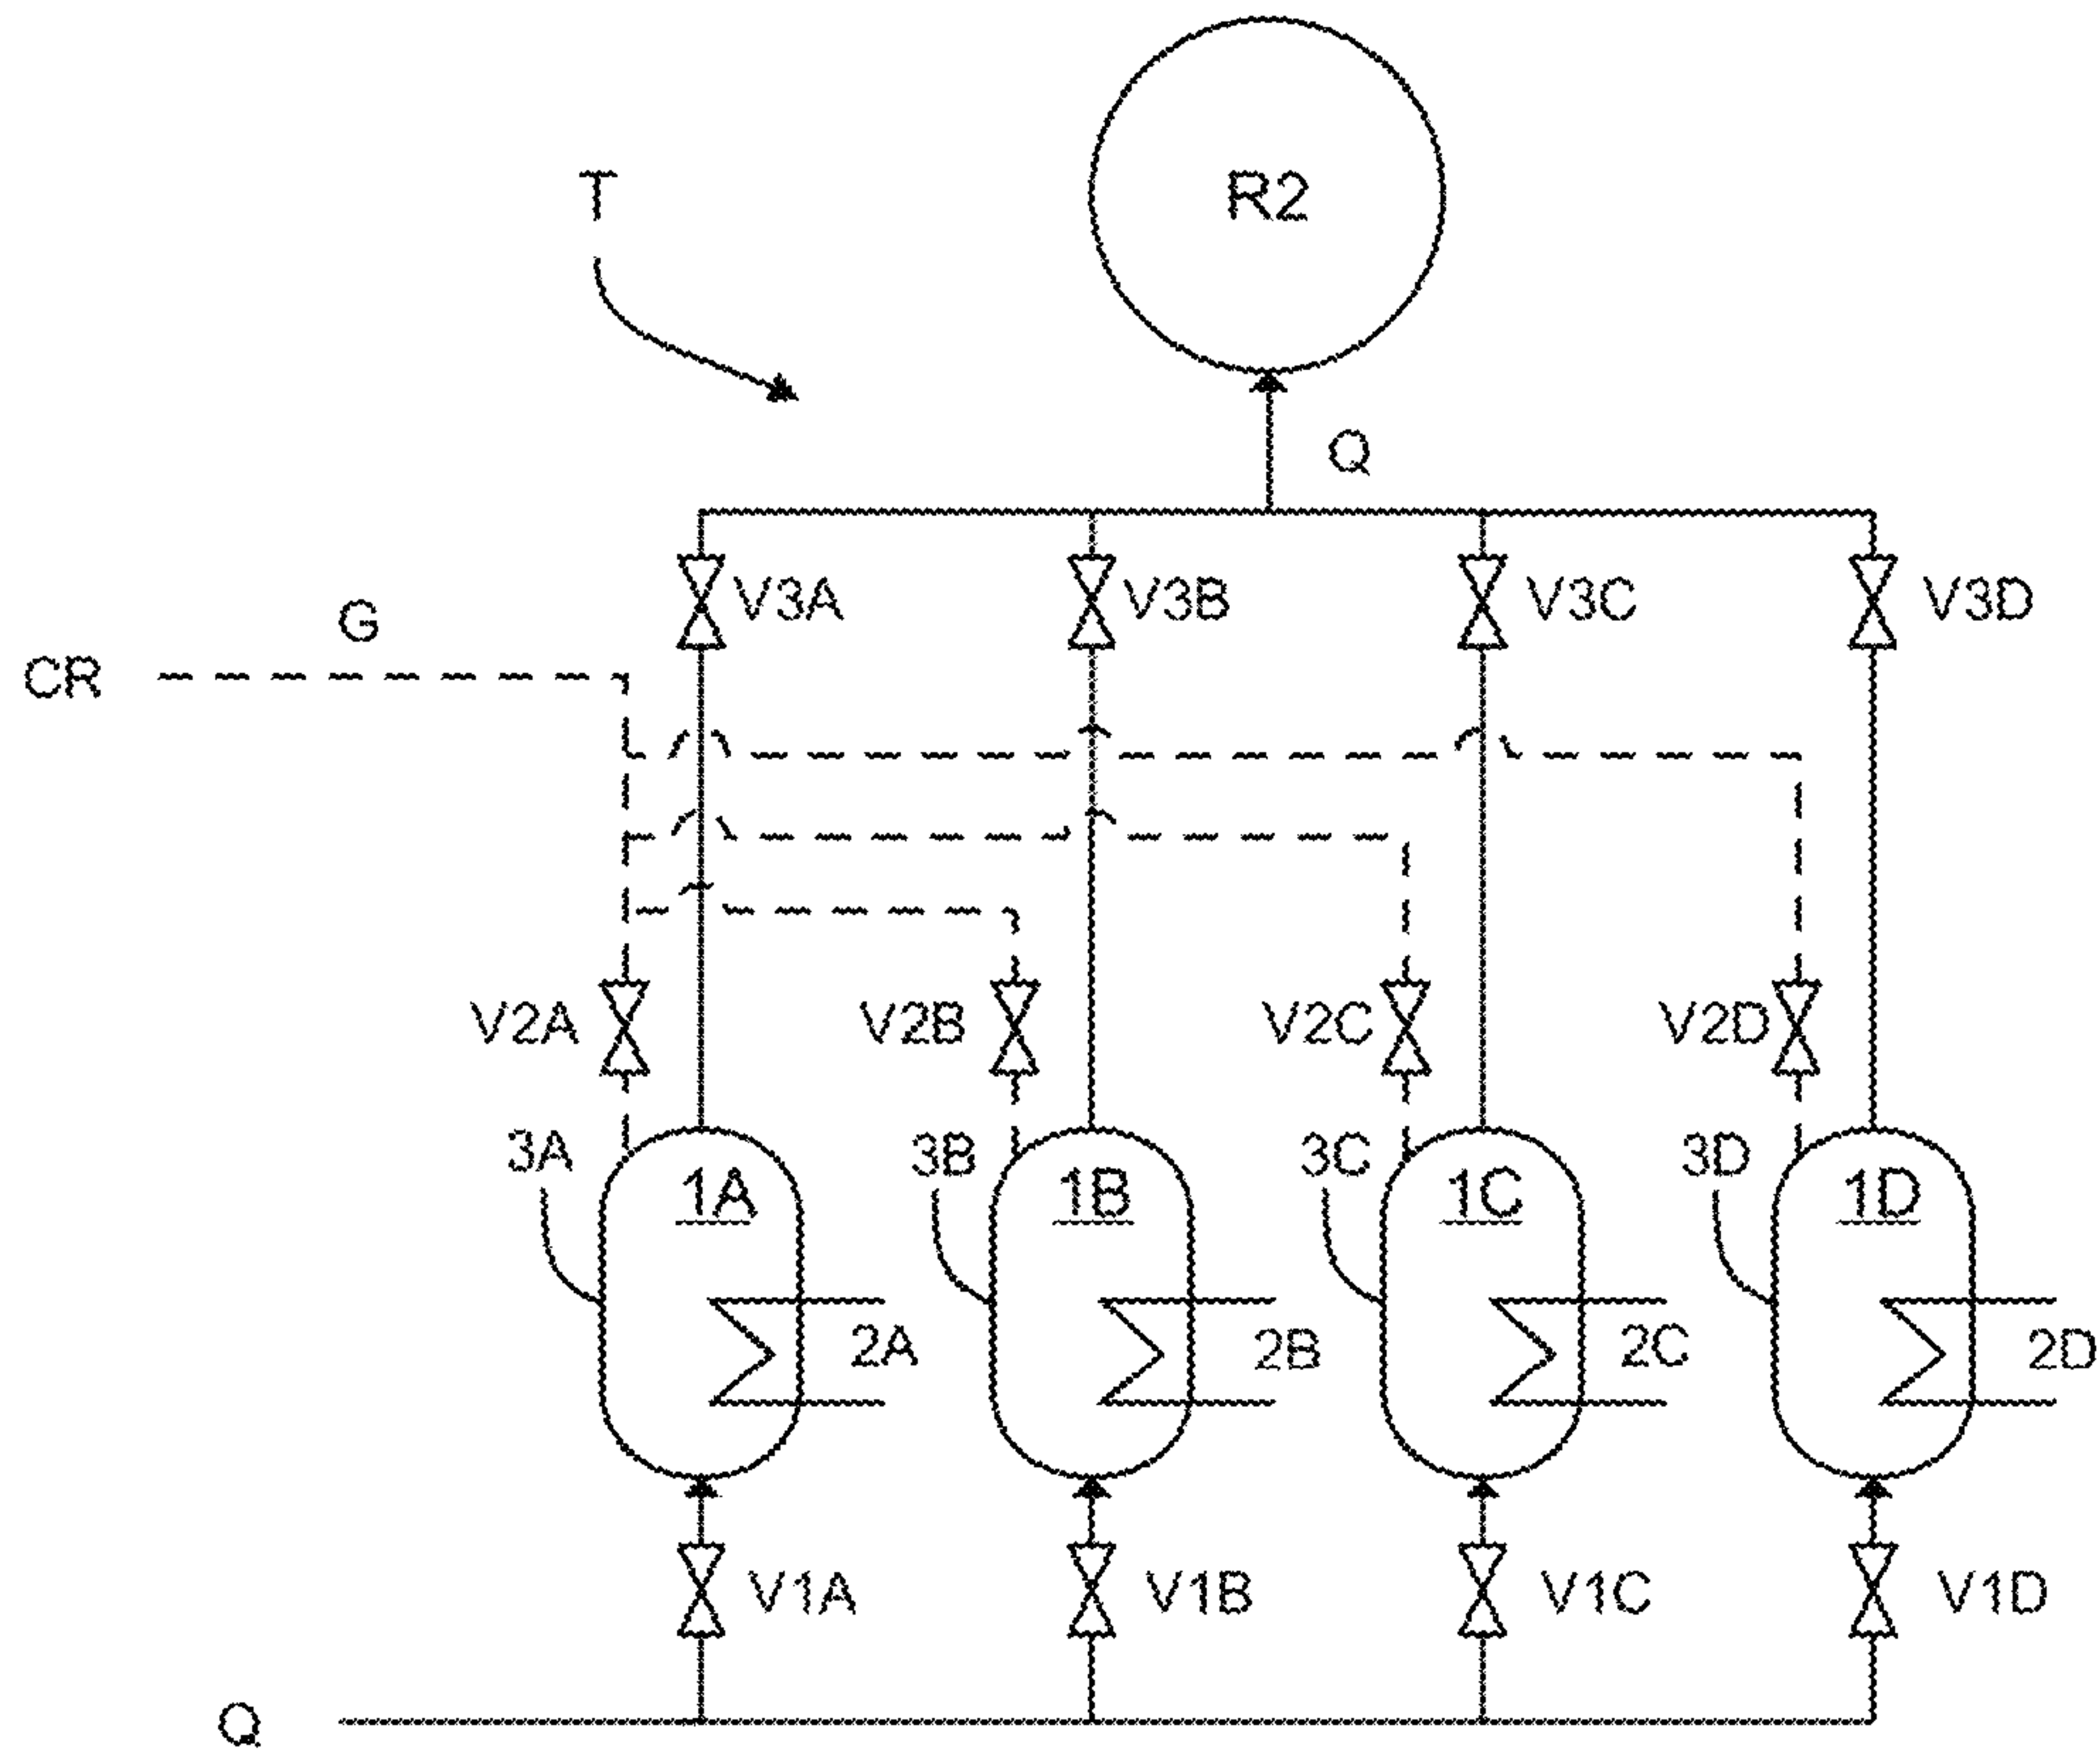 T
R2
Q
V3A V3B V3C V3D
G
CR
V2A V2B V2C V2D
3A 3B 3C 3D
1A 1B 1C 1D
2A 2B 2C 2D
V1A V1B V1C V1D
Q